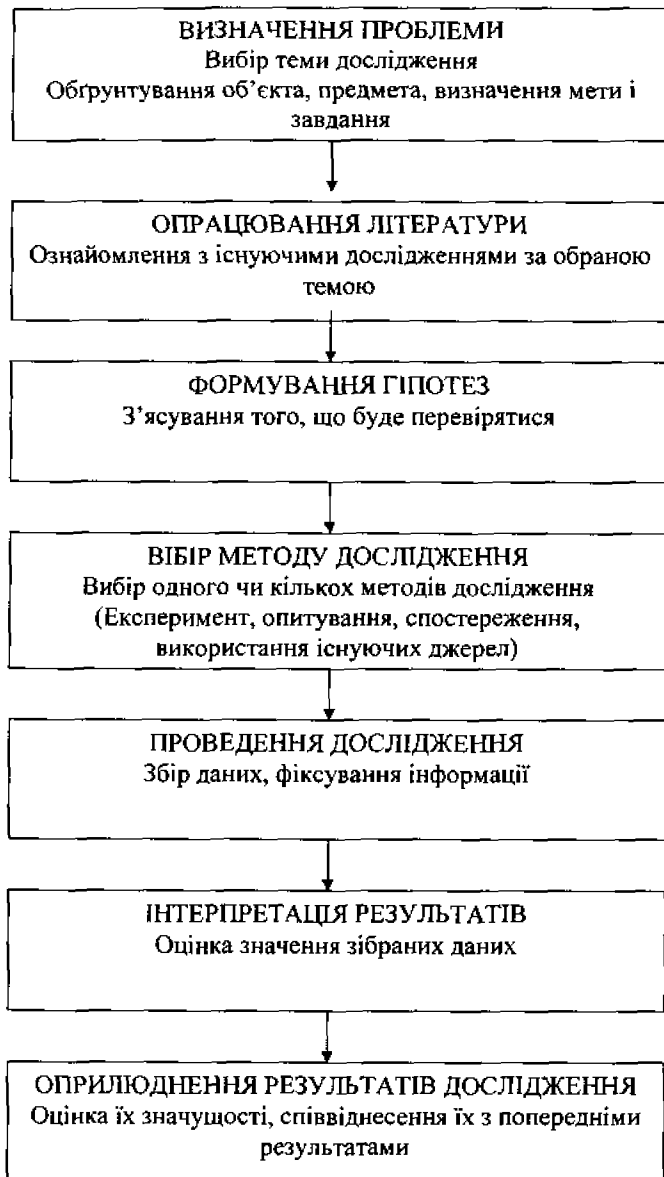 ВИЗНАЧЕННЯ ПРОБЛЕМИ
Вибір теми дослідження
Обґрунтування об’єкта, предмета, визначення мети і
завдання
ОПРАЦЮВАННЯ ЛІТЕРАТУРИ
Ознайомлення з існуючими дослідженнями за обраною
темою
ФОРМУВАННЯ ГІПОТЕЗ
З’ясування того, що буде перевірятися
ВІБІР МЕТОДУ ДОСЛІДЖЕННЯ
Вибір одного чи кількох методів дослідження
(Експеримент, опитування, спостереження,
використання існуючих джерел)
ПРОВЕДЕННЯ ДОСЛІДЖЕННЯ
Збір даних, фіксування інформації
ІНТЕРПРЕТАЦІЯ РЕЗУЛЬТАТІВ
Оцінка значення зібраних даних
ОПРИЛЮДНЕННЯ РЕЗУЛЬТАТІВ ДОСЛІДЖЕННЯ
Оцінка їх значущості, співвіднесення їх з попередніми
результатами